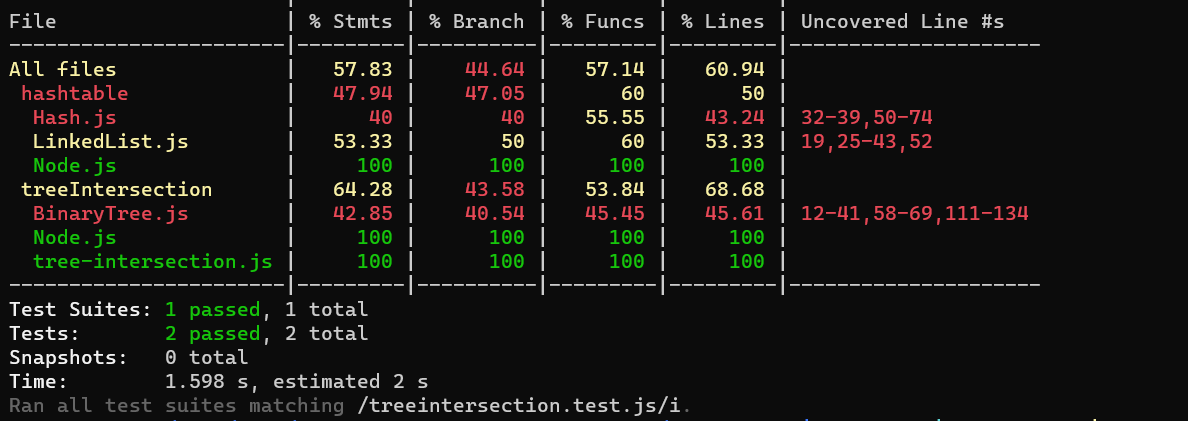 File                   | % Stmts | % Branch | % Funcs | % Lines | Uncovered Line #s
-----------------------|---------|----------|---------|---------|---------------------
All files              |   57.83 |    44.64 |   57.14 |   60.94 |
 hashtable             |   47.94 |    47.05 |      60 |      50 |
  Hash.js              |      40 |       40 |   55.55 |   43.24 | 32-39,50-74
  LinkedList.js        |   53.33 |       50 |      60 |   53.33 | 19,25-43,52
  Node.js              |     100 |      100 |     100 |     100 |
 treeIntersection      |   64.28 |    43.58 |   53.84 |   68.68 |
  BinaryTree.js        |   42.85 |    40.54 |   45.45 |   45.61 | 12-41,58-69,111-134
  Node.js              |     100 |      100 |     100 |     100 |
  tree-intersection.js |     100 |      100 |     100 |     100 |
-----------------------|---------|----------|---------|---------|---------------------
Test Suites: 1 passed, 1 total
Tests:       2 passed, 2 total
Snapshots:   0 total
Time:        1.598 s, estimated 2 s
Ran all test suites matching /treeintersection.test.js/i.